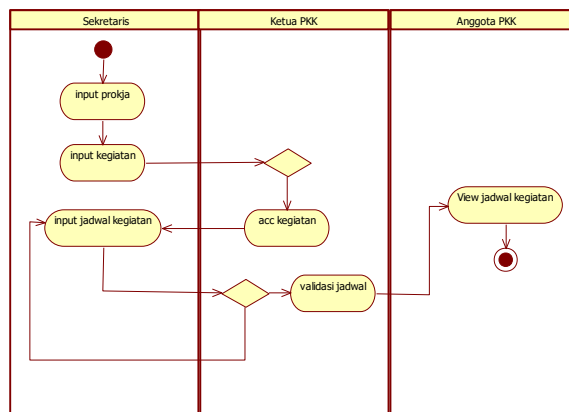 Sekretaris
Ketua PKK
Anggota PKK
input prokja
input kegiatan
input jadwal kegiatan
acc kegiatan
validasi jadwal
View jadwal kegiatan